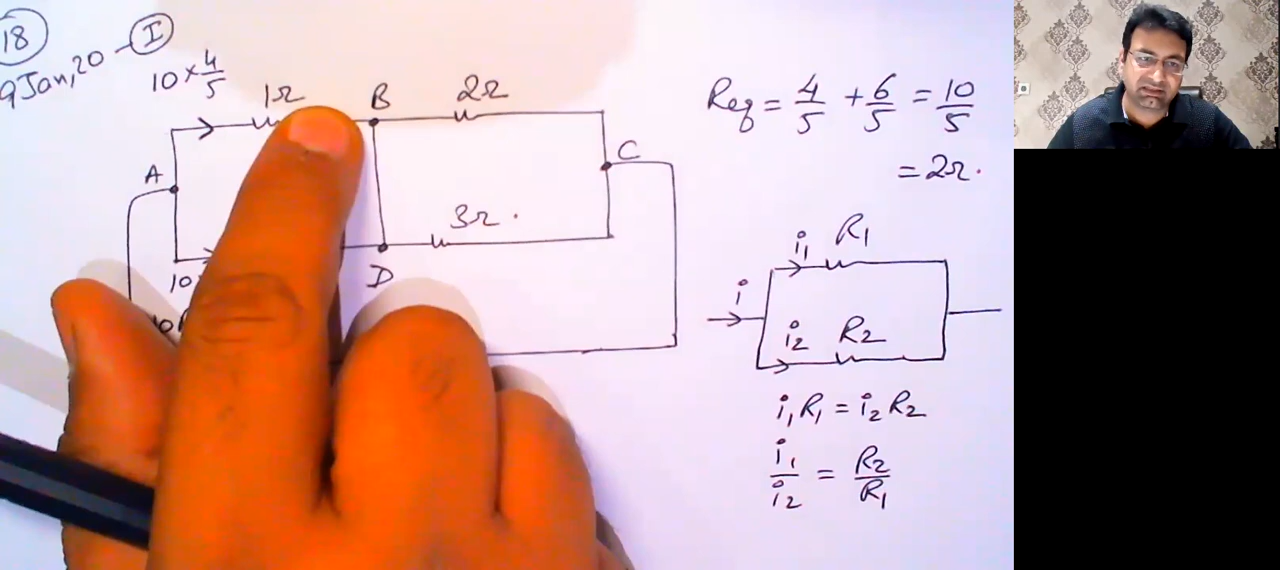 18
9 Jan, 20 - I
10 × 4/5
1Ω
B
2Ω
A
C
3Ω
D
10
Req = 4/5 + 6/5 = 10/5
= 2Ω
i
i₁ R₁
i₂ R₂
i₁R₁ = i₂R₂
i₁/i₂ = R₂/R₁